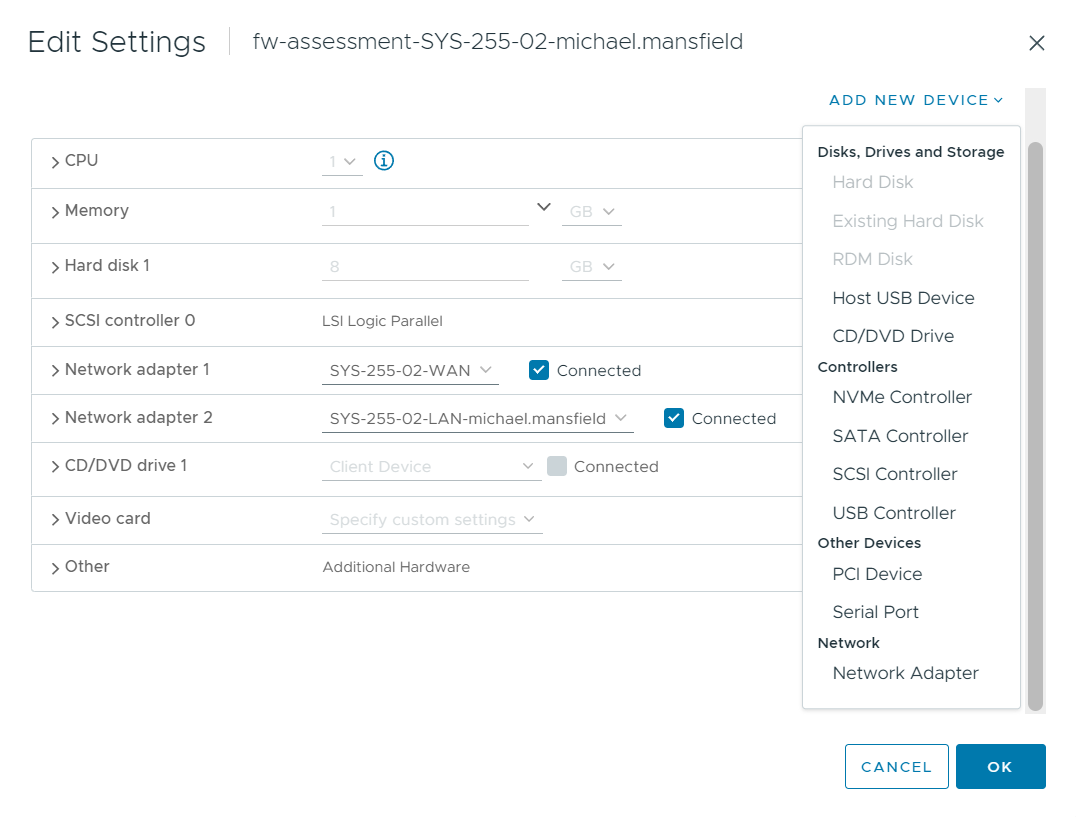 Edit Settings
fw-assessment-SYS-255-02-michael.mansfield
ADD NEW DEVICE
CPU 1
Memory 1 GB
Hard disk 1 8 GB
SCSI controller 0 LSI Logic Parallel
Network adapter 1 SYS-255-02-WAN Connected
Network adapter 2 SYS-255-02-LAN-michael.mansfield Connected
CD/DVD drive 1 Client Device Connected
Video card Specify custom settings
Other Additional Hardware
Disks, Drives and Storage
Hard Disk
Existing Hard Disk
RDM Disk
Host USB Device
CD/DVD Drive
Controllers
NVMe Controller
SATA Controller
SCSI Controller
USB Controller
Other Devices
PCI Device
Serial Port
Network
Network Adapter
CANCEL
OK